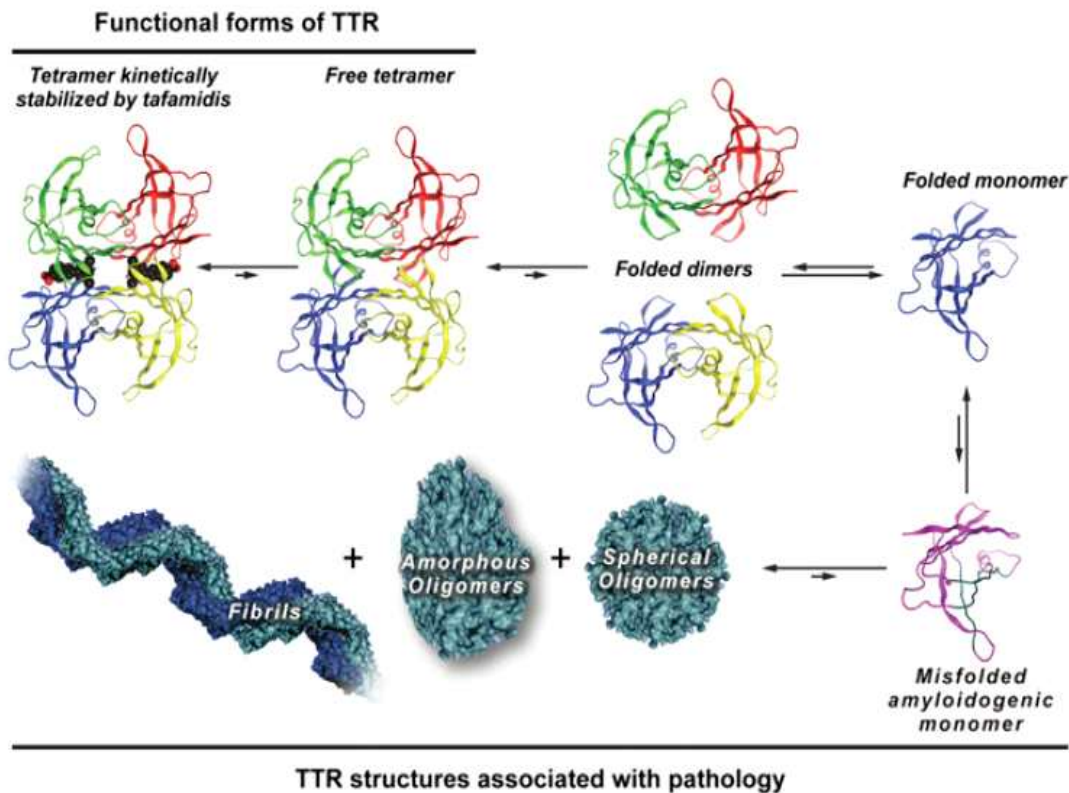 Functional forms of TTR
Tetramer kinetically
stabilized by tafamidis
Free tetramer
Folded dimers
Folded monomer
Fibrils
+
Amorphous
Oligomers
+
Spherical
Oligomers
Misfolded
amyloidogenic
monomer
TTR structures associated with pathology